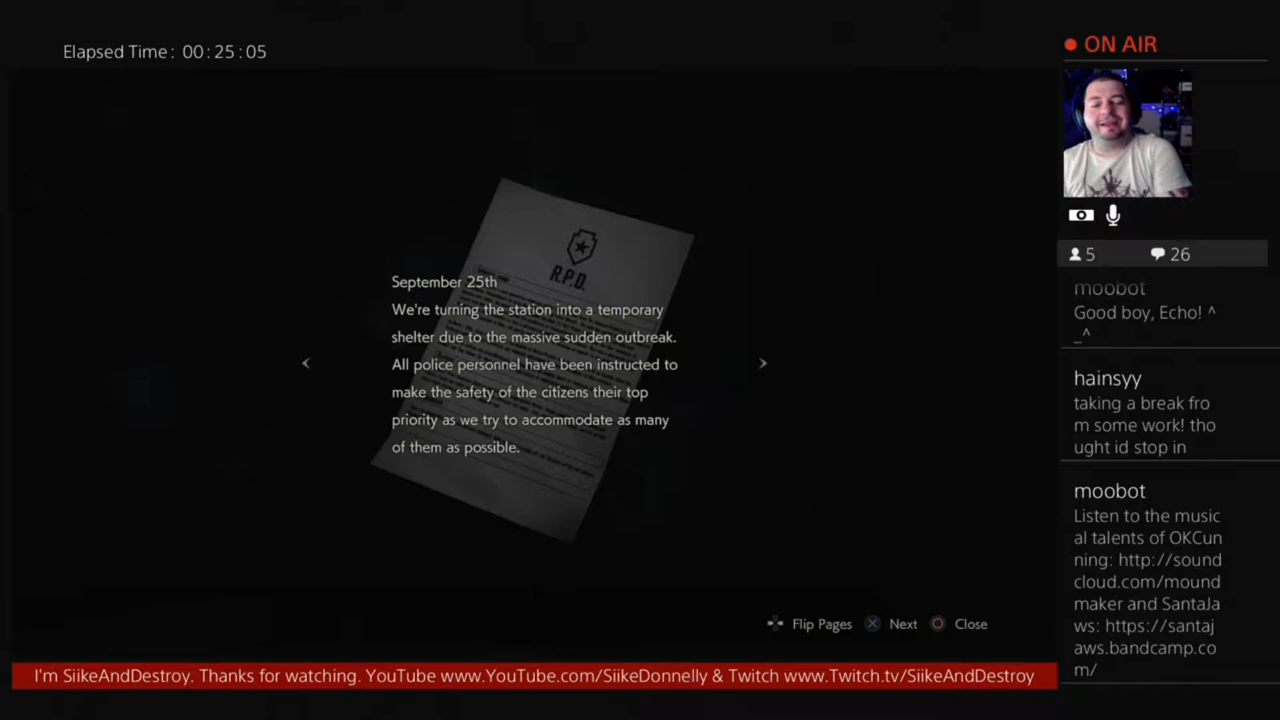 Elapsed Time: 00:25:05
ON AIR
R.P.D.
September 25th
We're turning the station into a temporary
shelter due to the massive sudden outbreak.
All police personnel have been instructed to
make the safety of the citizens their top
priority as we try to accommodate as many
of them as possible.
Flip Pages
Next
Close
5
26
moobot
Good boy, Echo! ^
_^
hainsyy
taking a break fro
m some work! tho
ught id stop in
moobot
Listen to the music
al talents of OKCun
ning: http://sound
cloud.com/mound
maker and SantaJa
ws: https://santaj
aws.bandcamp.co
m/
I'm SiikeAndDestroy. Thanks for watching. YouTube www.YouTube.com/SiikeDonnelly & Twitch www.Twitch.tv/SiikeAndDestroy